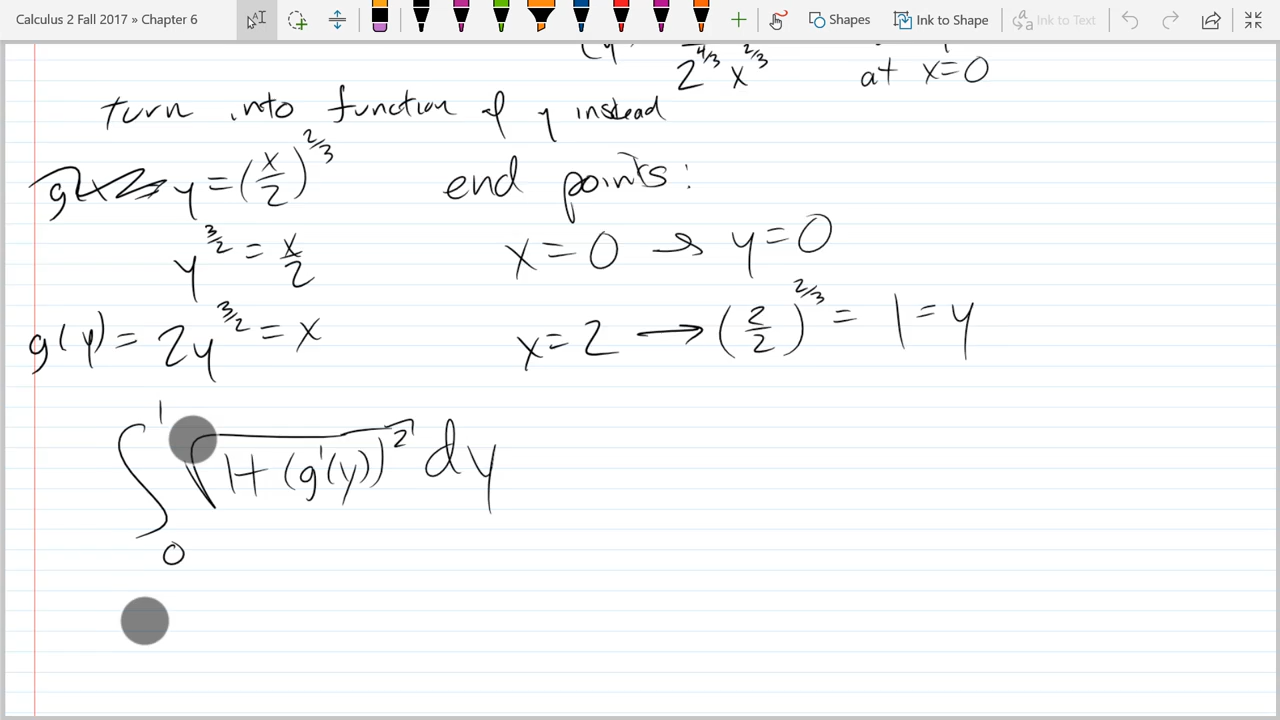 Calculus 2 Fall 2017 » Chapter 6
Shapes
Ink to Shape
Ink to Text
2^{4/3} x^{2/3}
at x=0
turn into function of y instead
y = (x/2)^{2/3}
end points:
y^{3/2} = x/2
x=0 → y=0
g(y) = 2y^{3/2} = x
x=2 → (2/2)^{2/3} = 1 = y
∫_0^1 √(1+(g'(y))^2) dy